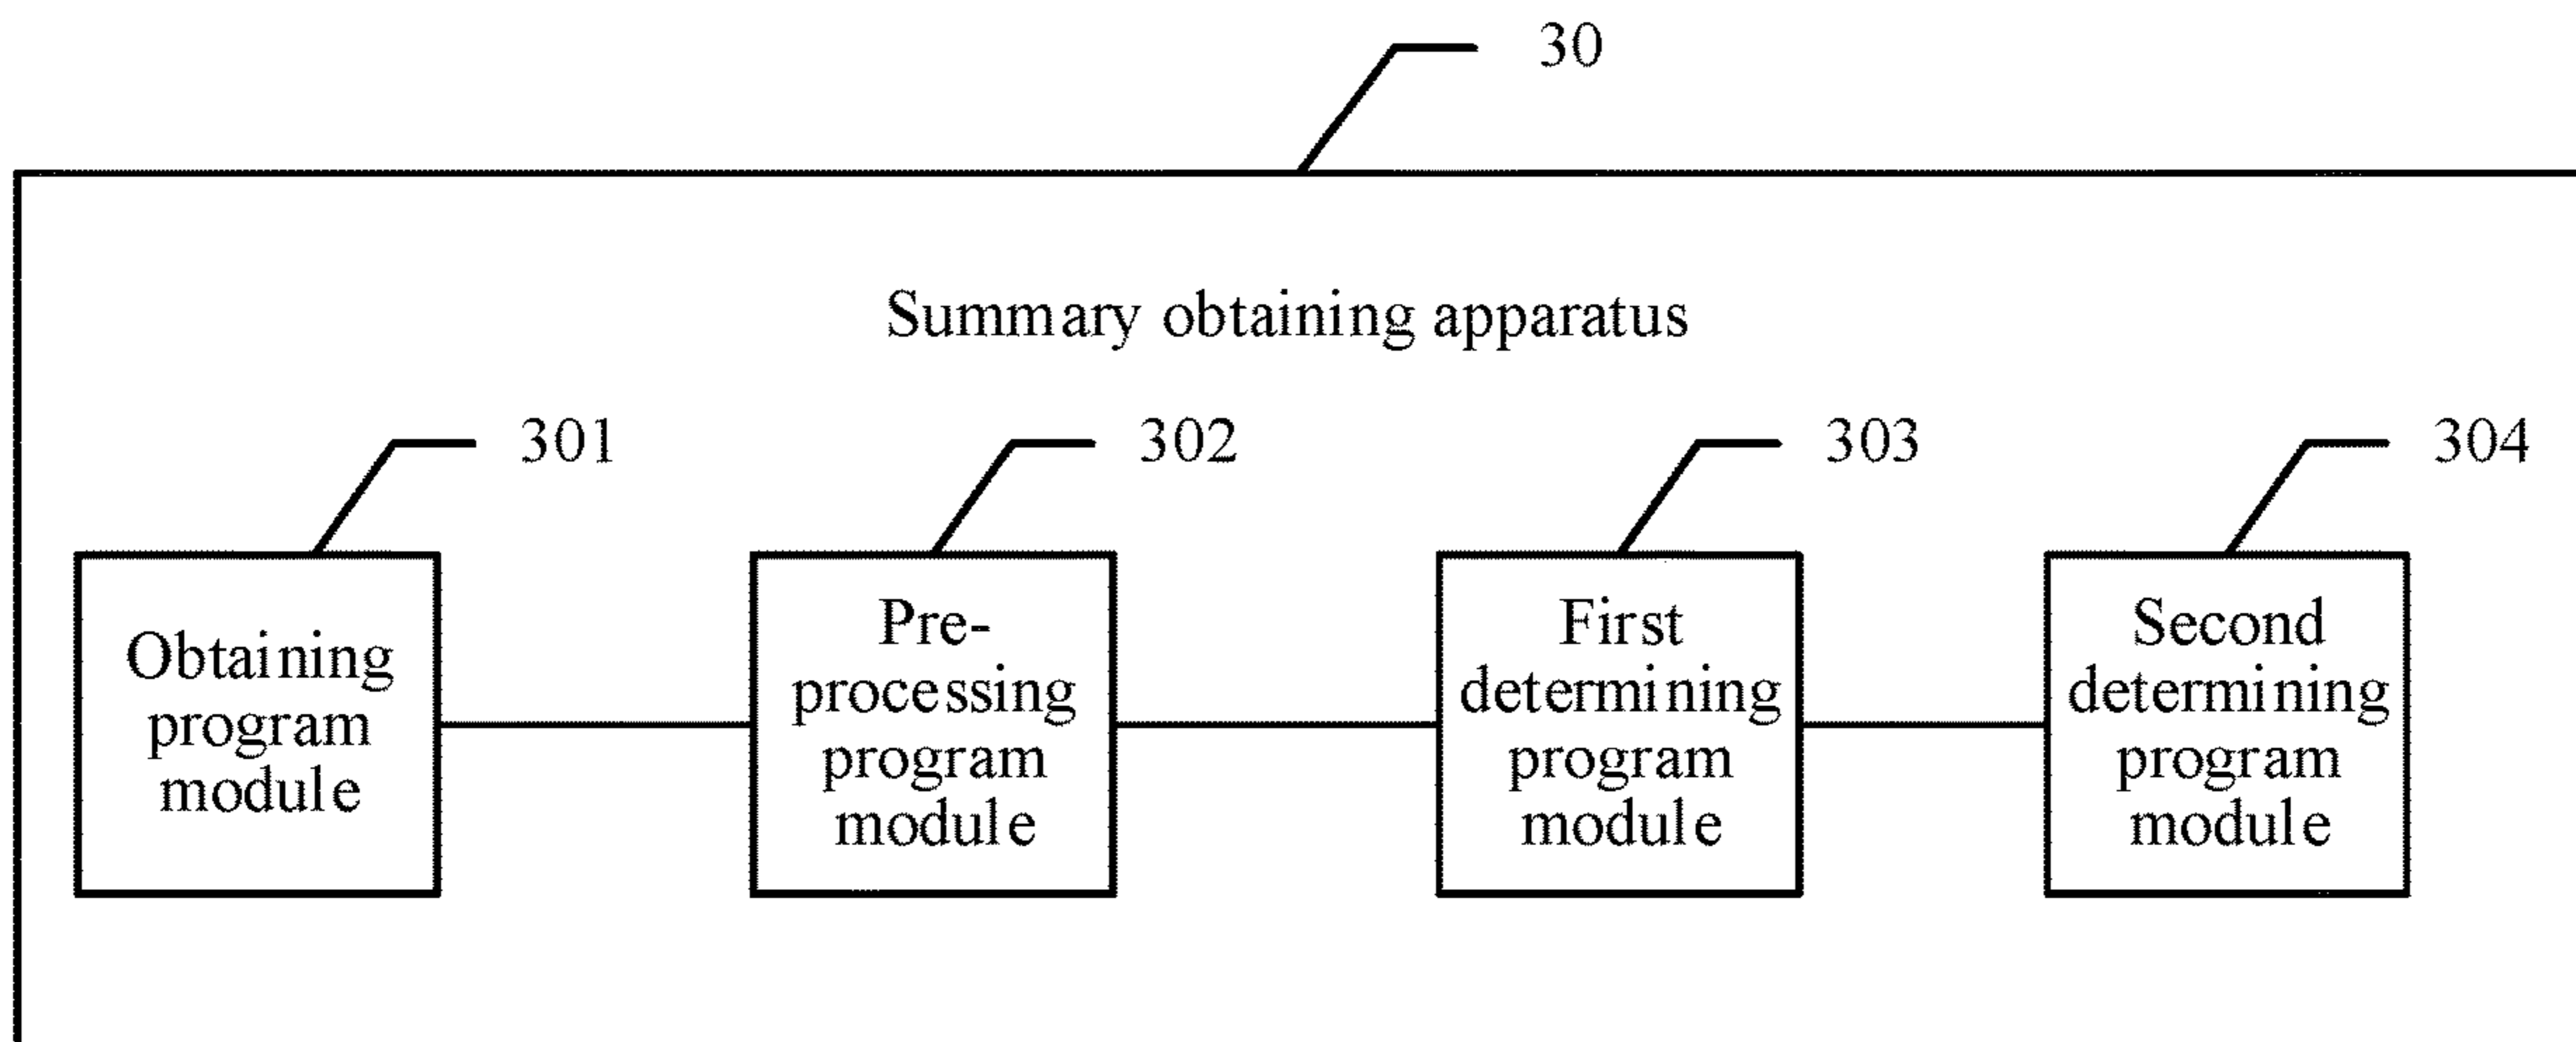 30
Summary obtaining apparatus
301
302
303
304
Obtaining
program
module
Pre-
processing
program
module
First
determining
program
module
Second
determining
program
module